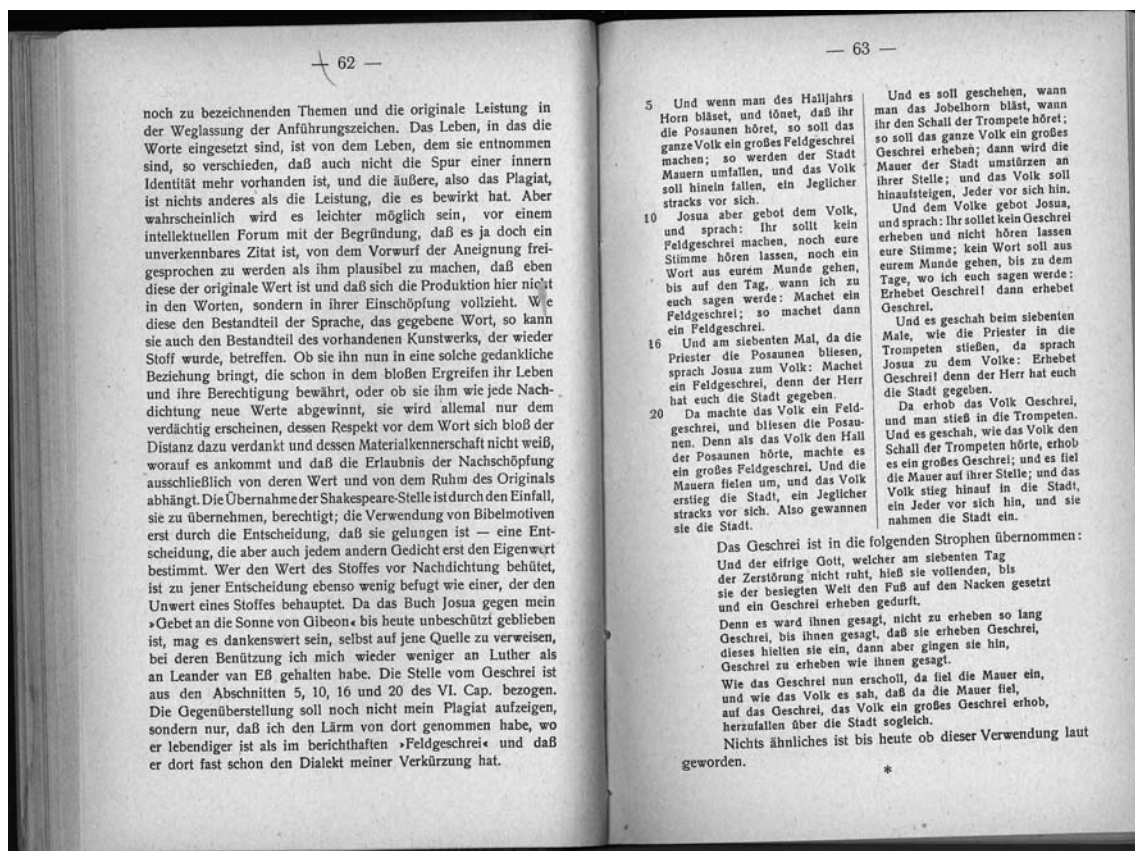 — 62 —
noch zu bezeichnenden Themen und die originale Leistung in
der Weglassung der Anführungszeichen. Das Leben, in das die
Worte eingesetzt sind, ist von dem Leben, dem sie entnommen
sind, so verschieden, daß auch nicht die Spur einer innern
Identität mehr vorhanden ist, und die äußere, also das Plagiat,
ist nichts anderes als die Leistung, die es bewirkt hat. Aber
wahrscheinlich wird es leichter möglich sein, vor einem
intellektuellen Forum mit der Begründung, daß es ja doch ein
unverkennbares Zitat ist, von dem Vorwurf der Aneignung frei-
gesprochen zu werden als ihm plausibel zu machen, daß eben
diese der originale Wert ist und daß sich die Produktion hier nicht
in den Worten, sondern in ihrer Einschöpfung vollzieht. Wie
diese den Bestandteil der Sprache, das gegebene Wort, so kann
sie auch den Bestandteil des vorhandenen Kunstwerks, der wieder
Stoff wurde, betreffen. Ob sie ihn nun in eine solche gedankliche
Beziehung bringt, die schon in dem bloßen Ergreifen ihr Leben
und ihre Berechtigung bewährt, oder ob sie ihm wie jede Nach-
dichtung neue Werte abgewinnt, sie wird allemal nur dem
verdächtig erscheinen, dessen Respekt vor dem Wort sich bloß der
Distanz dazu verdankt und dessen Materialkennerschaft nicht weiß,
worauf es ankommt und daß die Erlaubnis der Nachschöpfung
ausschließlich von deren Wert und von dem Ruhm des Originals
abhängt. Die Übernahme der Shakespeare-Stelle ist durch den Einfall,
sie zu übernehmen, berechtigt; die Verwendung von Bibelmotiven
erst durch die Entscheidung, daß sie gelungen ist — eine Ent-
scheidung, die aber auch jedem andern Gedicht erst den Eigenwert
bestimmt. Wer den Wert des Stoffes vor Nachdichtung behütet,
ist zu jener Entscheidung ebenso wenig befugt wie einer, der den
Unwert eines Stoffes behauptet. Da das Buch Josua gegen mein
»Gebet an die Sonne von Gibeon« bis heute unbeschützt geblieben
ist, mag es dankenswert sein, selbst auf jene Quelle zu verweisen,
bei deren Benützung ich mich wieder weniger an Luther als
an Leander van Eß gehalten habe. Die Stelle vom Geschrei ist
aus den Abschnitten 5, 10, 16 und 20 des VI. Cap. bezogen.
Die Gegenüberstellung soll noch nicht mein Plagiat aufzeigen,
sondern nur, daß ich den Lärm von dort genommen habe, wo
er lebendiger ist als im berichthaften »Feldgeschrei« und daß
er dort fast schon den Dialekt meiner Verkürzung hat.
— 63 —
5 Und wenn man des Halljahrs
Horn bläset, und tönet, daß ihr
die Posaunen höret, so soll das
ganze Volk ein großes Feldgeschrei
machen; so werden der Stadt
Mauern umfallen, und das Volk
soll hinein fallen, ein Jeglicher
stracks vor sich.
10 Josua aber gebot dem Volk,
und sprach: Ihr sollt kein
Feldgeschrei machen, noch eure
Stimme hören lassen, noch ein
Wort aus eurem Munde gehen,
bis auf den Tag, wann ich zu
euch sagen werde: Machet ein
Feldgeschrei; so machet dann
ein Feldgeschrei.
16 Und am siebenten Mal, da die
Priester die Posaunen bliesen,
sprach Josua zum Volk: Machet
ein Feldgeschrei, denn der Herr
hat euch die Stadt gegeben.
20 Da machte das Volk ein Feld-
geschrei, und bliesen die Posau-
nen. Denn als das Volk den Hall
der Posaunen hörte, machte es
ein großes Feldgeschrei. Und die
Mauern fielen um, und das Volk
erstieg die Stadt, ein Jeglicher
stracks vor sich. Also gewannen
sie die Stadt.
Und es soll geschehen, wann
man das Jobelhorn bläst, wann
ihr den Schall der Trompete höret;
so soll das ganze Volk ein großes
Geschrei erheben; dann wird die
Mauer der Stadt umstürzen an
ihrer Stelle; und das Volk soll
hinaufsteigen, Jeder vor sich hin.
Und dem Volke gebot Josua,
und sprach: Ihr sollet kein Geschrei
erheben und nicht hören lassen
eure Stimme; kein Wort soll aus
eurem Munde gehen, bis zu dem
Tage, wo ich euch sagen werde:
Erhebet Geschrei! dann erhebet
Geschrei.
Und es geschah beim siebenten
Male, wie die Priester in die
Trompeten stießen, da sprach
Josua zu dem Volke: Erhebet
Geschrei! denn der Herr hat euch
die Stadt gegeben.
Da erhob das Volk Geschrei,
und man stieß in die Trompeten.
Und es geschah, wie das Volk den
Schall der Trompeten hörte, erhob
es ein großes Geschrei; und es fiel
die Mauer auf ihrer Stelle; und das
Volk stieg hinauf in die Stadt,
ein Jeder vor sich hin, und sie
nahmen die Stadt ein.
Das Geschrei ist in die folgenden Strophen übernommen:
Und der eifrige Gott, welcher am siebenten Tag
der Zerstörung nicht ruht, hieß sie vollenden, bis
sie der besiegten Welt den Fuß auf den Nacken gesetzt
und ein Geschrei erheben gedurft.
Denn es ward ihnen gesagt, nicht zu erheben so lang
Geschrei, bis ihnen gesagt, daß sie erheben Geschrei,
dieses hielten sie ein, dann aber gingen sie hin,
Geschrei zu erheben wie ihnen gesagt.
Wie das Geschrei nun erscholl, da fiel die Mauer ein,
und wie das Volk es sah, daß da die Mauer fiel,
auf das Geschrei, das Volk ein großes Geschrei erhob,
herzufallen über die Stadt sogleich.
Nichts ähnliches ist bis heute ob dieser Verwendung laut
geworden.
*